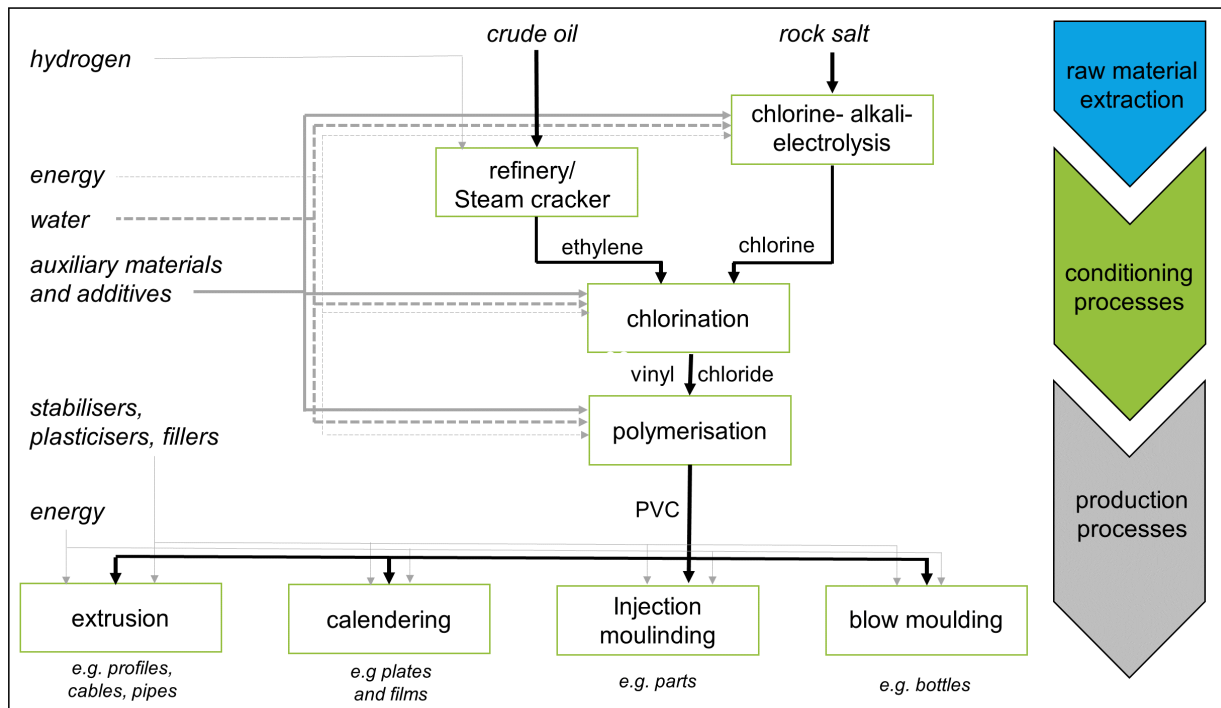 crude oil
rock salt
hydrogen
raw material
extraction
chlorine- alkali-
electrolysis
refinery/
Steam cracker
energy
water
ethylene
chlorine
auxiliary materials
and additives
conditioning
processes
chlorination
vinyl chloride
stabilisers,
plasticisers, fillers
polymerisation
production
processes
energy
PVC
extrusion
calendering
Injection
moulinding
blow moulding
e.g. profiles,
cables, pipes
e.g plates
and films
e.g. parts
e.g. bottles